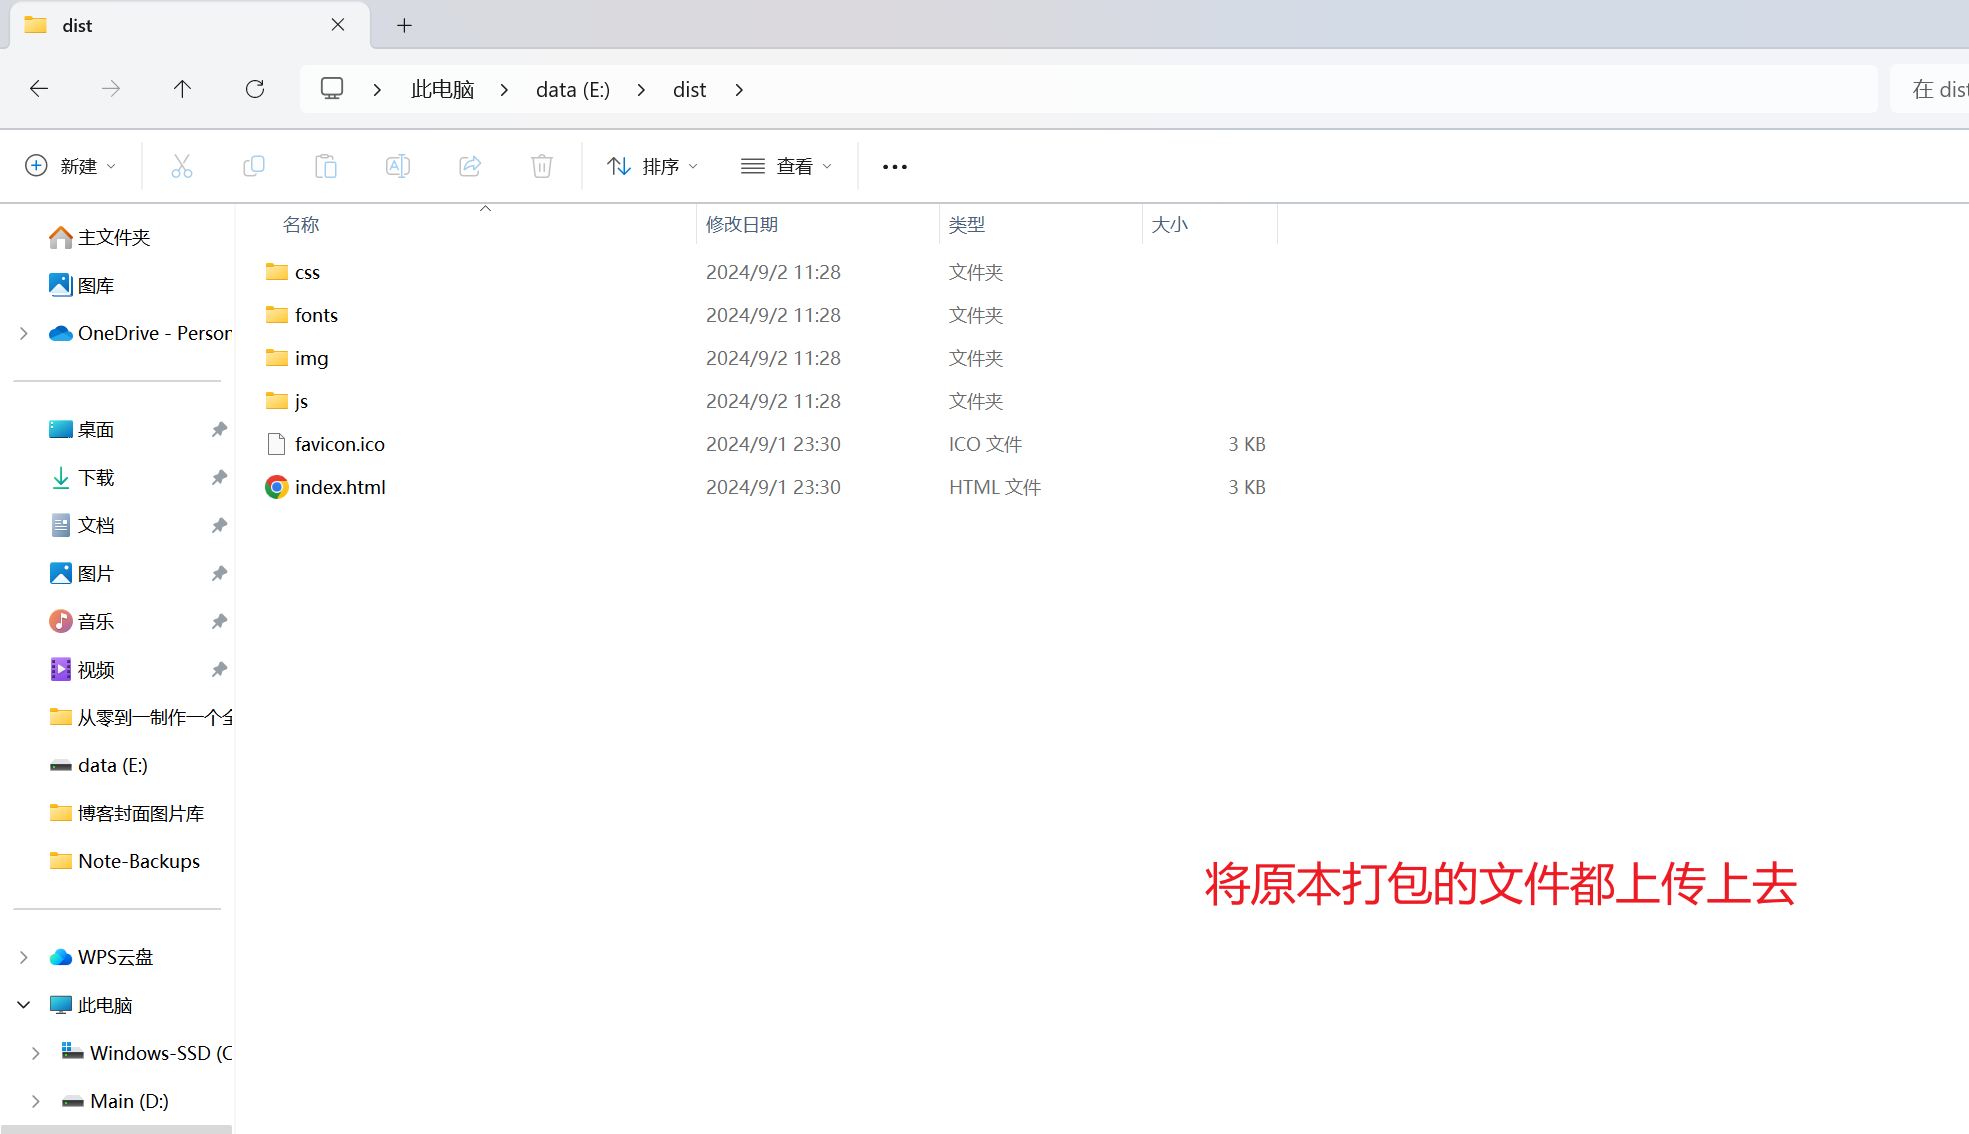 dist
此电脑 data (E:) dist 在 dist
新建 排序 查看
名称 修改日期 类型 大小
css 2024/9/2 11:28 文件夹
fonts 2024/9/2 11:28 文件夹
img 2024/9/2 11:28 文件夹
js 2024/9/2 11:28 文件夹
favicon.ico 2024/9/1 23:30 ICO 文件 3 KB
index.html 2024/9/1 23:30 HTML 文件 3 KB
主文件夹
图库
OneDrive - Person
桌面
下载
文档
图片
音乐
视频
从零到一制作一个全
data (E:)
博客封面图片库
Note-Backups
WPS云盘
此电脑
Windows-SSD (C
Main (D:)
将原本打包的文件都上传上去